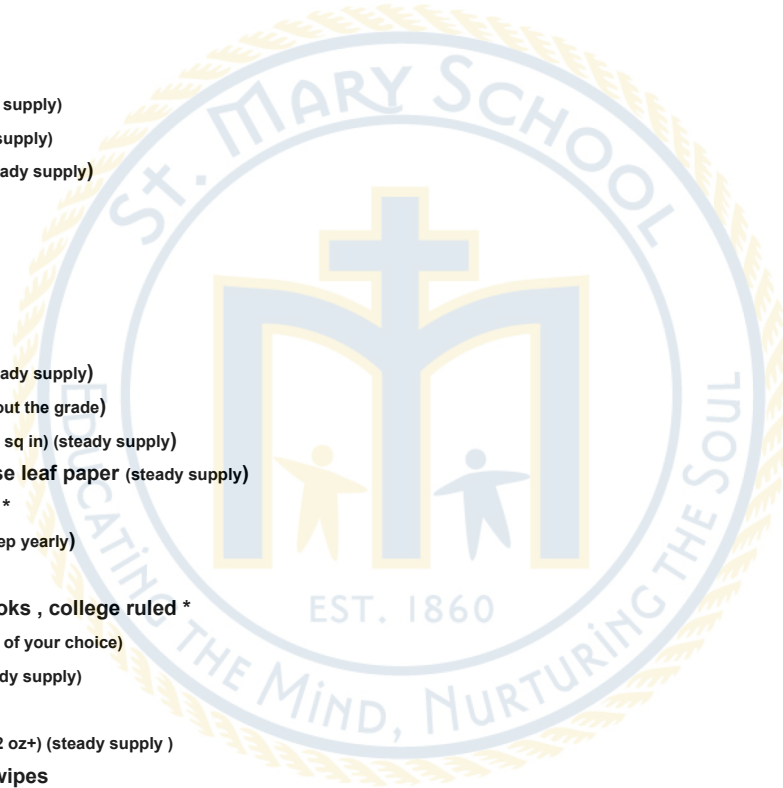 supply)
supply)
ady supply)
ady supply)
out the grade)
sq in) (steady supply)
se leaf paper (steady supply)
*
ep yearly)
oks , college ruled *
of your choice)
dy supply)
2 oz+) (steady supply )
wipes
ST. MARY SCHOOL
EST. 1860
EDUCATING THE MIND, NURTURING THE SOUL